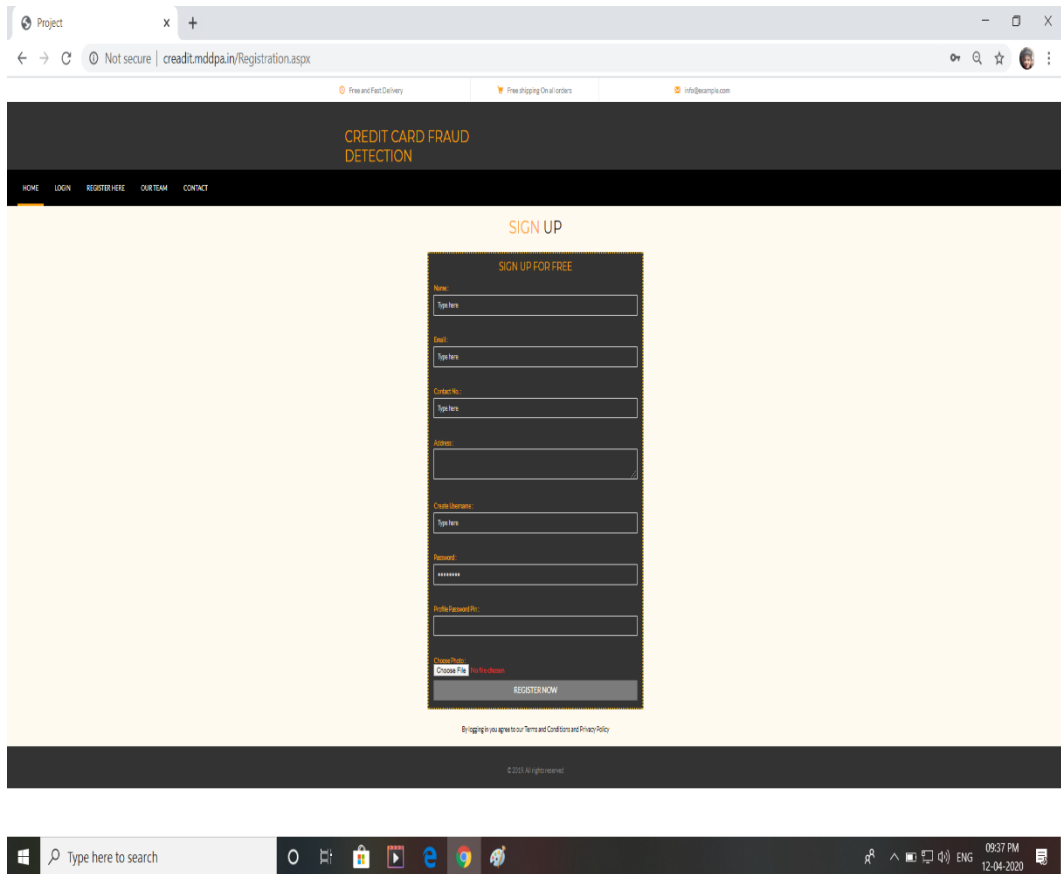 Project x +
Not secure | creadit.mddpa.in/Registration.aspx
Free and Fast Delivery Free shipping On all orders info@example.com
CREDIT CARD FRAUD
DETECTION
HOME LOGIN REGISTER HERE OUR TEAM CONTACT
SIGN UP
SIGN UP FOR FREE
Name :
Type here
Email :
Type here
Contact No. :
Type here
Address :
Create Username :
Type here
Password :
••••••••
Profile Password Pin :
Choose Photo :
Choose File No file chosen
REGISTER NOW
By logging in you agree to our Terms and Conditions and Privacy Policy
© 2019. All rights reserved
Type here to search
ENG
09:37 PM
12-04-2020